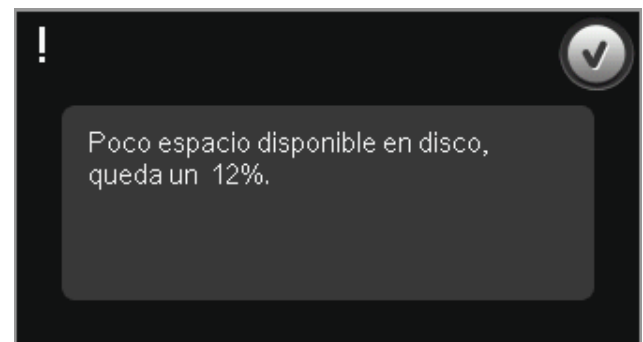 !
Poco espacio disponible en disco,
queda un 12%.